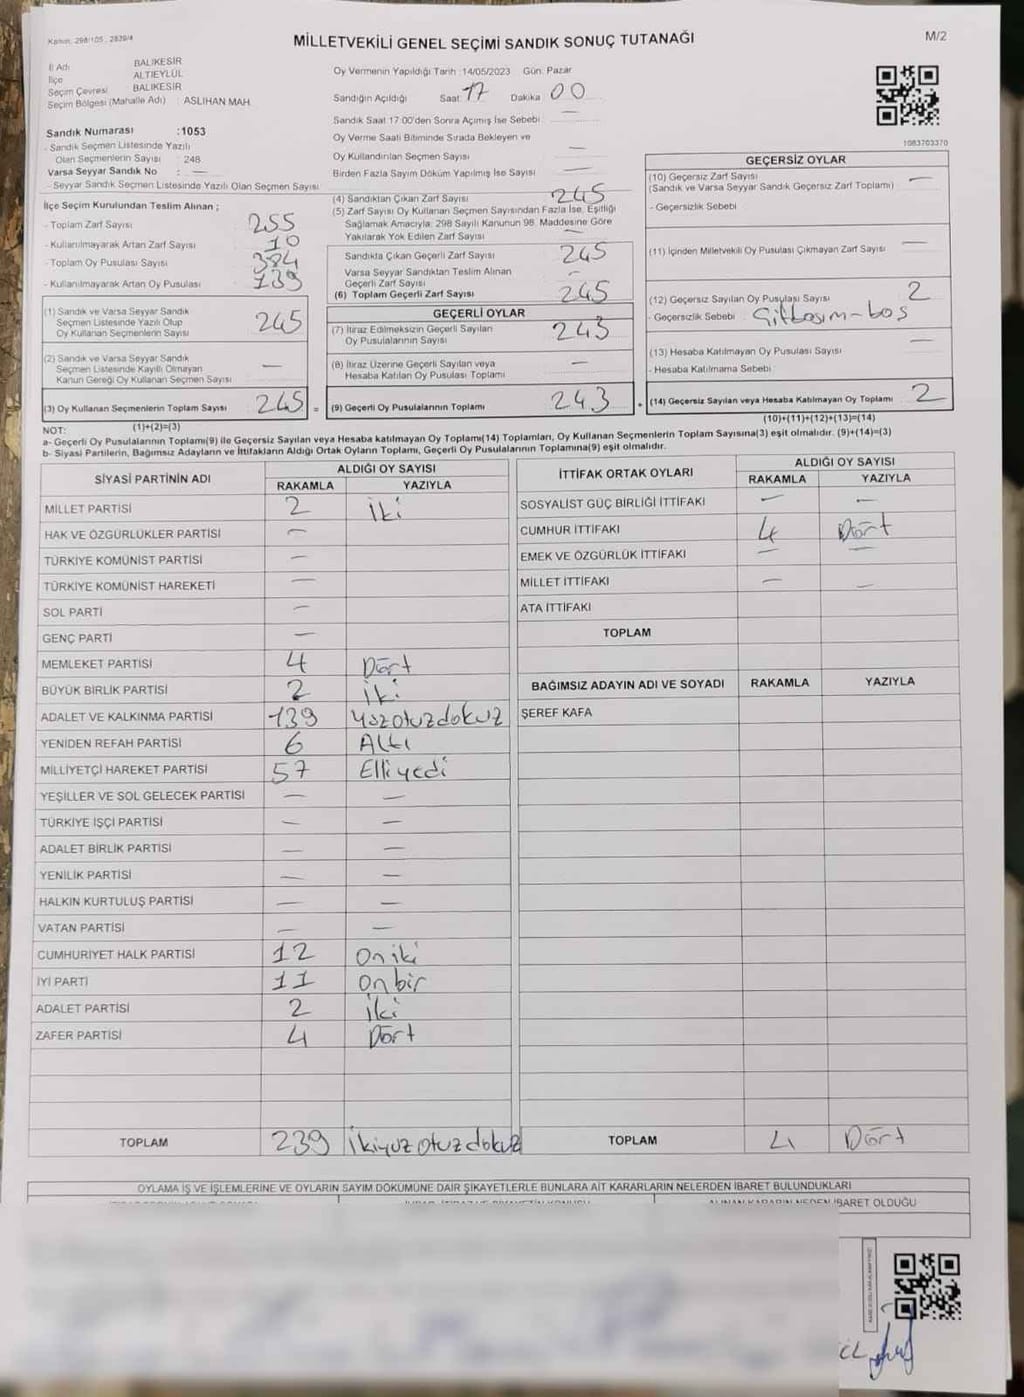 Kanun: 298/105 , 2839/4
MİLLETVEKİLİ GENEL SEÇİMİ SANDIK SONUÇ TUTANAĞI
M/2
İl Adı BALIKESİR
İlçe ALTIEYLÜL
Seçim Çevresi BALIKESİR
Seçim Bölgesi (Mahalle Adı) : ASLIHAN MAH.
Sandık Numarası :1053
- Sandık Seçmen Listesinde Yazılı
Olan Seçmenlerin Sayısı : 248
Varsa Seyyar Sandık No : —
- Seyyar Sandık Seçmen Listesinde Yazılı Olan Seçmen Sayısı
İlçe Seçim Kurulundan Teslim Alınan ;
- Toplam Zarf Sayısı 255
- Kullanılmayarak Artan Zarf Sayısı 10
- Toplam Oy Pusulası Sayısı 384
- Kullanılmayarak Artan Oy Pusulası 139
(1) Sandık ve Varsa Seyyar Sandık
Seçmen Listesinde Yazılı Olup
Oy Kullanan Seçmenlerin Sayısı 245
(2) Sandık ve Varsa Seyyar Sandık
Seçmen Listesinde Kayıtlı Olmayan
Kanun Gereği Oy Kullanan Seçmen Sayısı —
(3) Oy Kullanan Seçmenlerin Toplam Sayısı 245 =
(1)+(2)=(3)
Oy Vermenin Yapıldığı Tarih :14/05/2023 Gün: Pazar
Sandığın Açıldığı Saat 17 Dakika 00
Sandık Saat 17:00'den Sonra Açımış İse Sebebi —
Oy Verme Saati Bitiminde Sırada Bekleyen ve
Oy Kullandırılan Seçmen Sayısı —
Birden Fazla Sayım Döküm Yapılmış İse Sayısı —
(4) Sandıktan Çıkan Zarf Sayısı 245
(5) Zarf Sayısı Oy Kullanan Seçmen Sayısından Fazla İse, Eşitliği
Sağlamak Amacıyla; 298 Sayılı Kanunun 98. Maddesine Göre
Yakılarak Yok Edilen Zarf Sayısı —
Sandıkta Çıkan Geçerli Zarf Sayısı 245
Varsa Seyyar Sandıktan Teslim Alınan
Geçerli Zarf Sayısı —
(6) Toplam Geçerli Zarf Sayısı 245
GEÇERLİ OYLAR
(7) İtiraz Edilmeksizin Geçerli Sayılan
Oy Pusulalarının Sayısı 243
(8) İtiraz Üzerine Geçerli Sayılan veya
Hesaba Katılan Oy Pusulası Toplamı —
(9) Geçerli Oy Pusulalarının Toplamı 243 +
1083703370
GEÇERSİZ OYLAR
(10) Geçersiz Zarf Sayısı —
(Sandık ve Varsa Seyyar Sandık Geçersiz Zarf Toplamı)
- Geçersizlik Sebebi
(11) İçinden Milletvekili Oy Pusulası Çıkmayan Zarf Sayısı —
(12) Geçersiz Sayılan Oy Pusulası Sayısı 2
- Geçersizlik Sebebi : Çiftbasım-boş
(13) Hesaba Katılmayan Oy Pusulası Sayısı —
- Hesaba Katılmama Sebebi
(14) Geçersiz Sayılan veya Hesaba Katılmayan Oy Toplamı 2
(10)+(11)+(12)+(13)=(14)
NOT:
a- Geçerli Oy Pusulalarının Toplamı(9) ile Geçersiz Sayılan veya Hesaba katılmayan Oy Toplamı(14) Toplamları, Oy Kullanan Seçmenlerin Toplam Sayısına(3) eşit olmalıdır. (9)+(14)=(3)
b- Siyasi Partilerin, Bağımsız Adayların ve İttifakların Aldığı Oyların Toplamı, Geçerli Oy Pusulalarının Toplamına(9) eşit olmalıdır.
SİYASİ PARTİNİN ADI ALDIĞI OY SAYISI
RAKAMLA YAZIYLA
MİLLET PARTİSİ 2 İki
HAK VE ÖZGÜRLÜKLER PARTİSİ —
TÜRKİYE KOMÜNİST PARTİSİ —
TÜRKİYE KOMÜNİST HAREKETİ —
SOL PARTİ —
GENÇ PARTİ —
MEMLEKET PARTİSİ 4 Dört
BÜYÜK BİRLİK PARTİSİ 2 İki
ADALET VE KALKINMA PARTİSİ 139 Yüzotuzdokuz
YENİDEN REFAH PARTİSİ 6 Altı
MİLLİYETÇİ HAREKET PARTİSİ 57 Elliyedi
YEŞİLLER VE SOL GELECEK PARTİSİ — —
TÜRKİYE İŞÇİ PARTİSİ — —
ADALET BİRLİK PARTİSİ — —
YENİLİK PARTİSİ — —
HALKIN KURTULUŞ PARTİSİ — —
VATAN PARTİSİ — —
CUMHURİYET HALK PARTİSİ 12 Oniki
İYİ PARTİ 11 Onbir
ADALET PARTİSİ 2 İki
ZAFER PARTİSİ 4 Dört
TOPLAM 239 İkiyüzotuzdokuz
İTTİFAK ORTAK OYLARI ALDIĞI OY SAYISI
RAKAMLA YAZIYLA
SOSYALİST GÜÇ BİRLİĞİ İTTİFAKI — —
CUMHUR İTTİFAKI 4 Dört
EMEK VE ÖZGÜRLÜK İTTİFAKI — —
MİLLET İTTİFAKI — —
ATA İTTİFAKI
TOPLAM
BAĞIMSIZ ADAYIN ADI VE SOYADI RAKAMLA YAZIYLA
ŞEREF KAFA
TOPLAM 4 Dört
OYLAMA İŞ VE İŞLEMLERİNE VE OYLARIN SAYIM DÖKÜMÜNE DAİR ŞİKAYETLERLE BUNLARA AİT KARARLARIN NELERDEN İBARET BULUNDUKLARI
ALINAN KARARIN NEDEN İBARET OLDUĞU